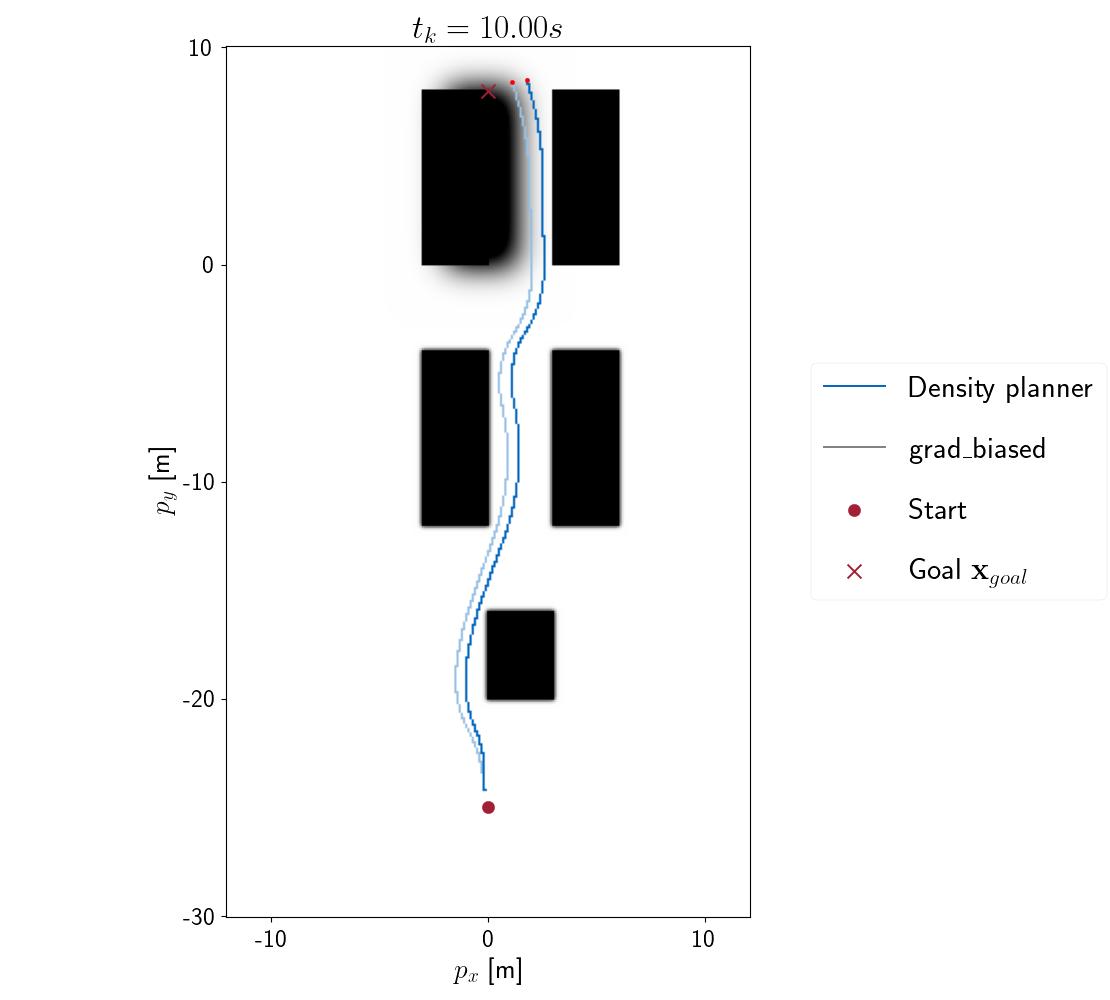 t_k = 10.00s
10
0
-10
-20
-30
p_y [m]
-10
0
10
p_x [m]
Density planner
grad_biased
Start
Goal x_goal